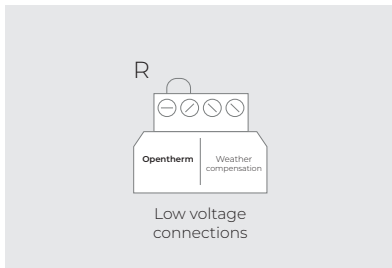 R
Opentherm
Weather
compensation
Low voltage
connections